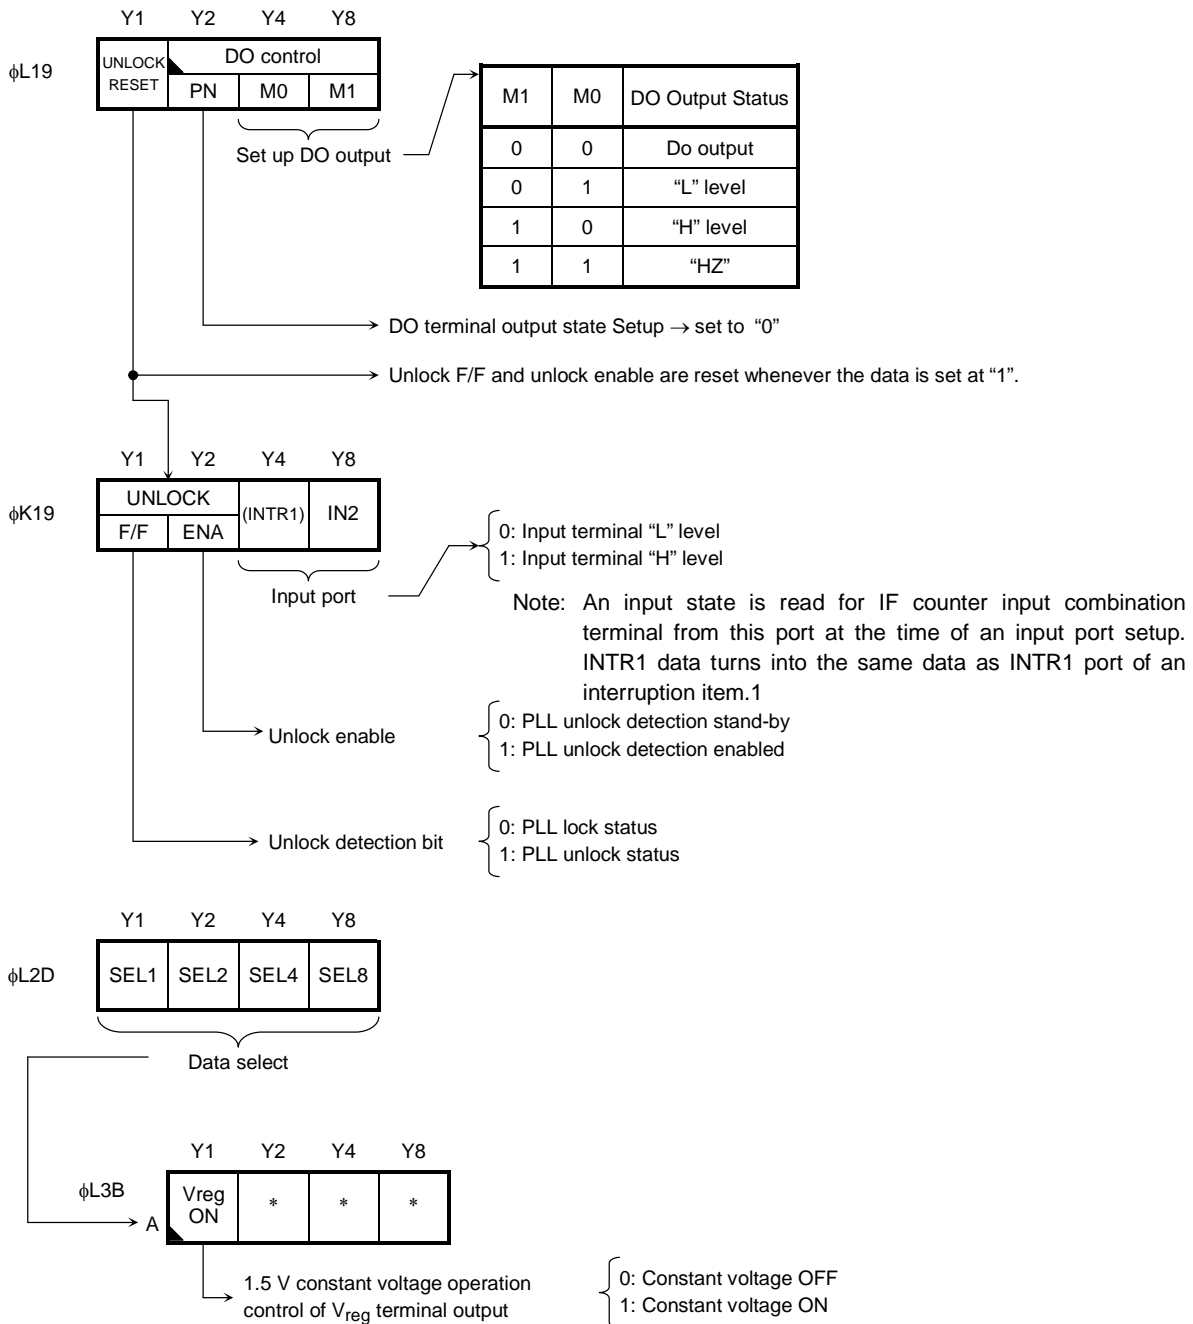 Y1 Y2 Y4 Y8
φL19
UNLOCK RESET
DO control
PN M0 M1
Set up DO output
M1 M0 DO Output Status
0 0 Do output
0 1 “L” level
1 0 “H” level
1 1 “HZ”
DO terminal output state Setup → set to “0”
Unlock F/F and unlock enable are reset whenever the data is set at “1”.
Y1 Y2 Y4 Y8
φK19
UNLOCK
F/F ENA (INTR1) IN2
Input port
0: Input terminal “L” level
1: Input terminal “H” level
Note: An input state is read for IF counter input combination
terminal from this port at the time of an input port setup.
INTR1 data turns into the same data as INTR1 port of an
interruption item.1
Unlock enable
0: PLL unlock detection stand-by
1: PLL unlock detection enabled
Unlock detection bit
0: PLL lock status
1: PLL unlock status
Y1 Y2 Y4 Y8
φL2D
SEL1 SEL2 SEL4 SEL8
Data select
Y1 Y2 Y4 Y8
φL3B
A
Vreg ON * * *
1.5 V constant voltage operation
control of Vreg terminal output
0: Constant voltage OFF
1: Constant voltage ON